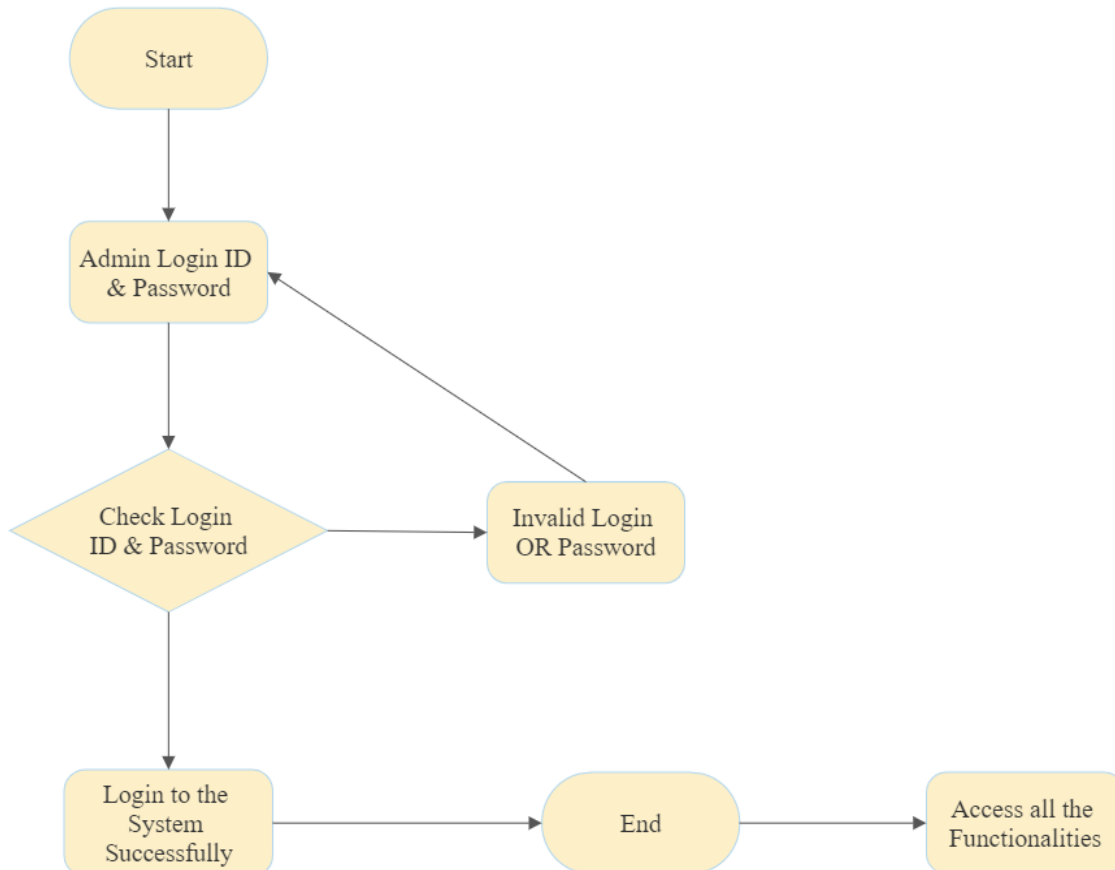 Start
Admin Login ID
& Password
Check Login
ID & Password
Invalid Login
OR Password
Login to the
System
Successfully
End
Access all the
Functionalities